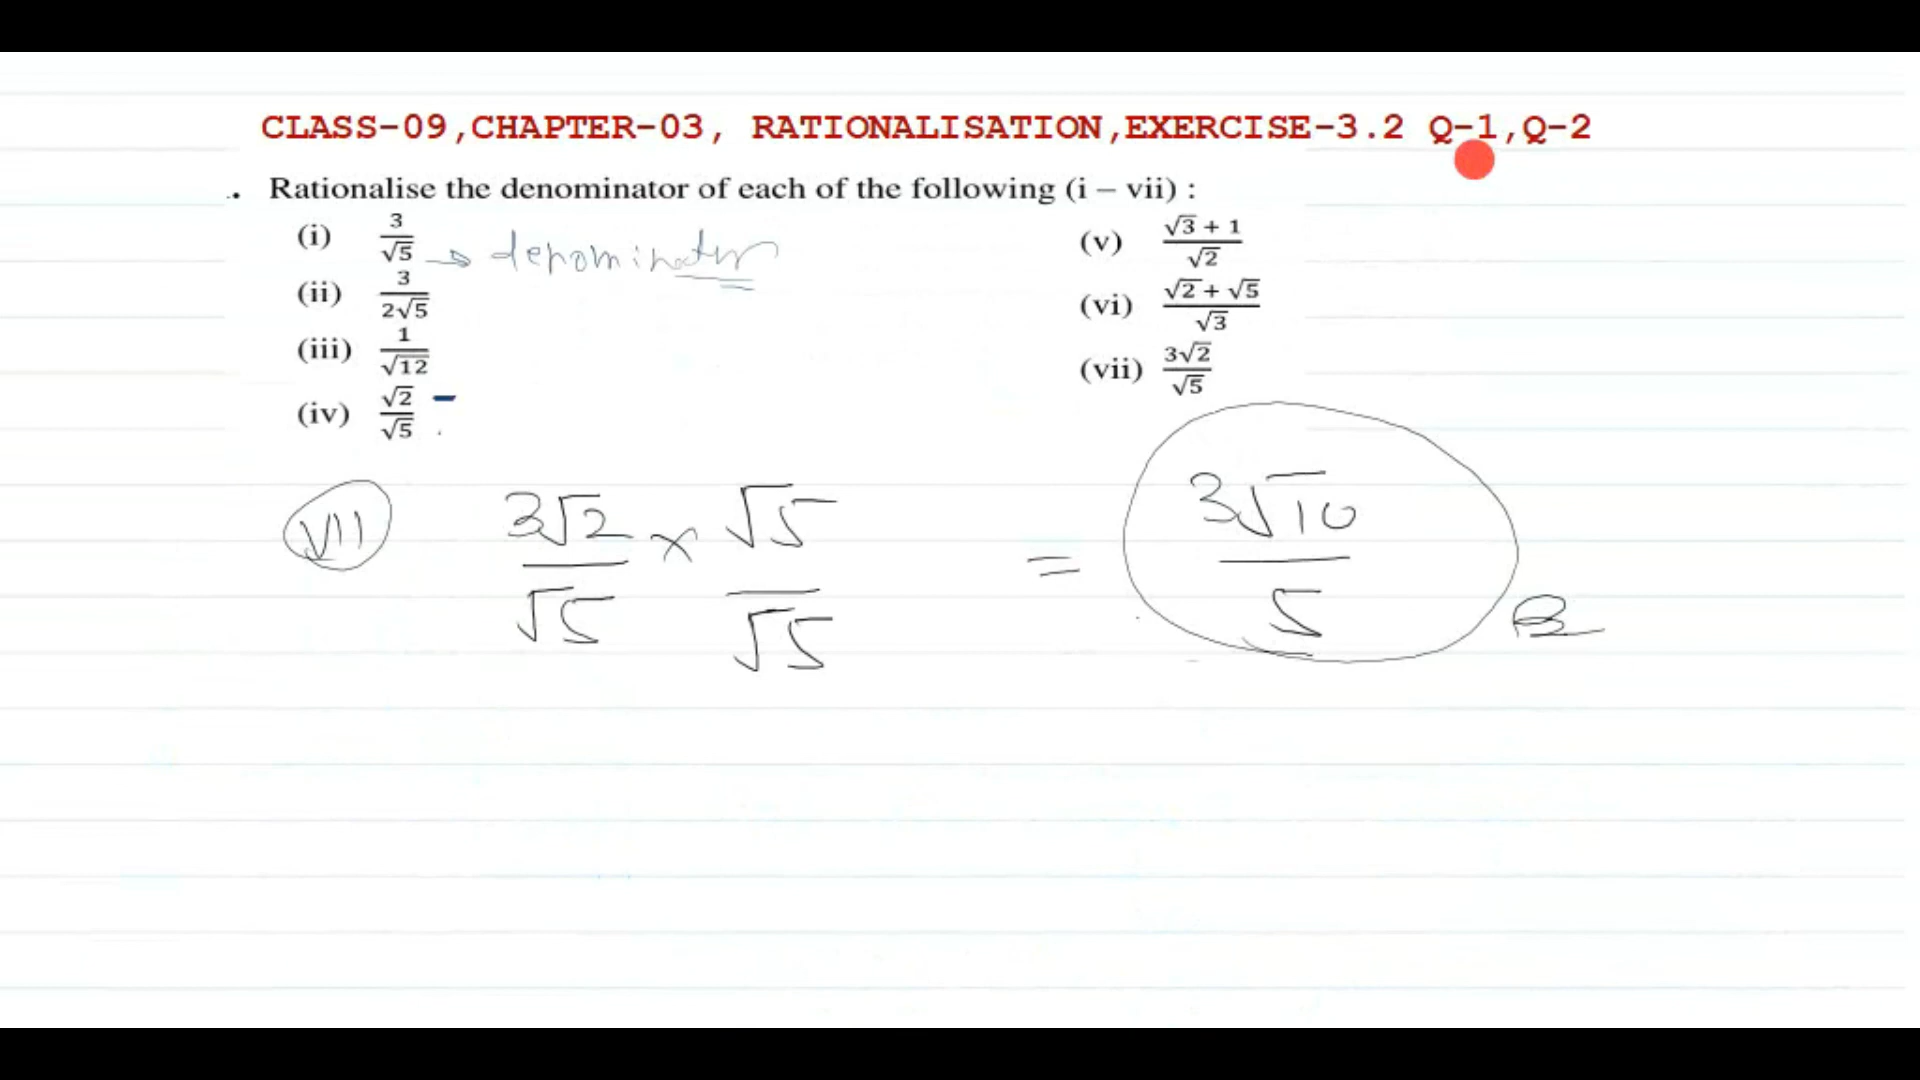 CLASS-09,CHAPTER-03, RATIONALISATION,EXERCISE-3.2 Q-1,Q-2
. Rationalise the denominator of each of the following (i – vii) :
(i) 3/√5 → denominator
(ii) 3/2√5
(iii) 1/√12
(iv) √2/√5 -
(v) √3 + 1/√2
(vi) √2 + √5/√3
(vii) 3√2/√5
VII 3√2/√5 × √5/√5 = 3√10/5